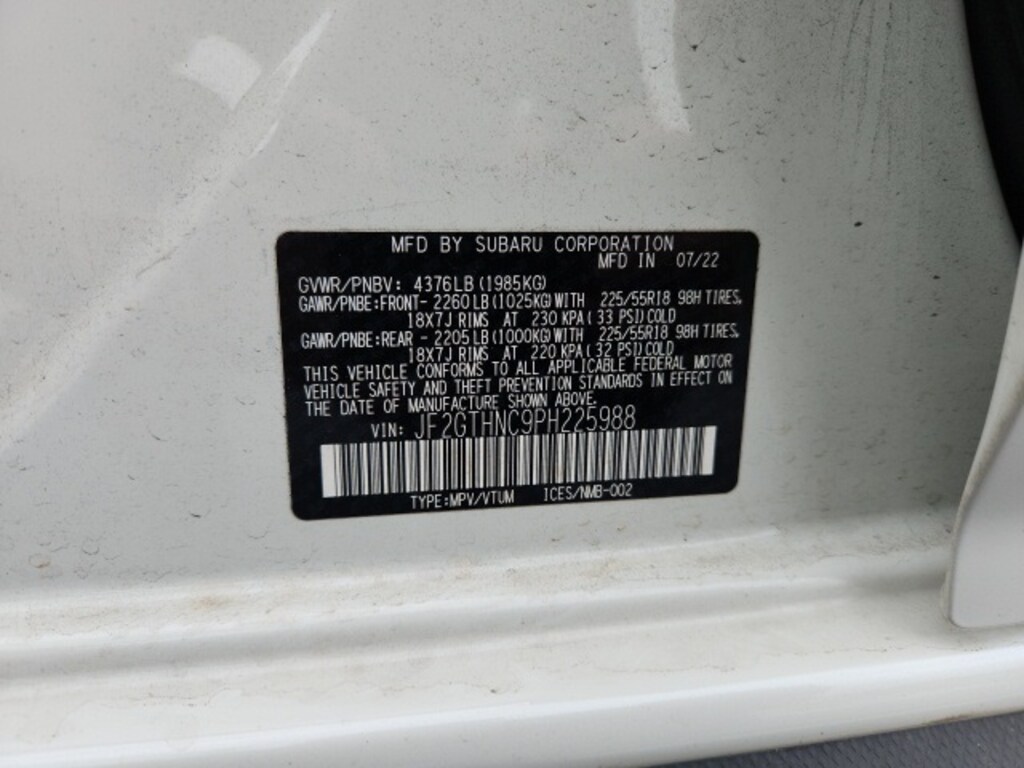 MFD BY SUBARU CORPORATION
MFD IN 07/22
GVWR/PNBV: 4376LB (1985KG)
GAWR/PNBE:FRONT- 2260LB (1025KG)WITH 225/55R18 98H TIRES,
18X7J RIMS AT 230 KPA(33 PSI)COLD
GAWR/PNBE:REAR - 2205LB (1000KG)WITH 225/55R18 98H TIRES,
18X7J RIMS AT 220 KPA(32 PSI)COLD
THIS VEHICLE CONFORMS TO ALL APPLICABLE FEDERAL MOTOR
VEHICLE SAFETY AND THEFT PREVENTION STANDARDS IN EFFECT ON
THE DATE OF MANUFACTURE SHOWN ABOVE.
VIN: JF2GTHNC9PH225988
TYPE:MPV/VTUM ICES/NMB-002